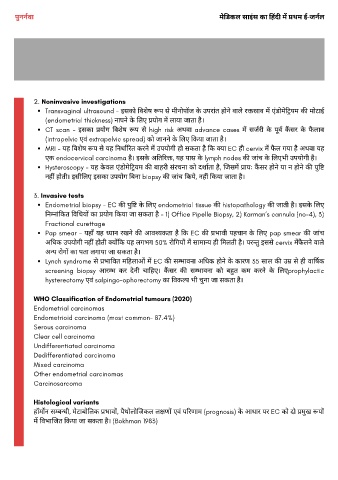 पुनर्नवा
मेडिकल साइंस का हिंदी में प्रथम ई-जर्नल
2. Noninvasive investigations
• Transvaginal ultrasound - इसको विशेष रूप से मीनोपॉज के उपरांत होने वाले रक्तस्राव में एंडोमेट्रियम की मोटाई
(endometrial thickness) नापने के लिए प्रयोग में लाया जाता है।
• CT scan - इसका प्रयोग विशेष रूप से high risk अथवा advance cases में सर्जरी के पूर्व कैंसर के फैलाव
(intrapelvic एवं extrapelvic spread) को जानने के लिए किया जाता है।
• MRI - यह विशेष रूप से यह निर्धारित करने में उपयोगी हो सकता है कि क्या EC ही cervix में फैल गया है अथवा यह
एक endocervical carcinoma है। इसके अतिरिक्त, यह पास के lymph nodes की जांच के लिएभी उपयोगी है।
• Hysteroscopy - यह केवल एंडोमेट्रियम की बाहरी संरचना को दर्शाता है, जिसमें प्रायः कैंसर होने या न होने की पुष्टि
नहीं होती। इसीलिए इसका उपयोग बिना biopsy की जांच किये, नहीं किया जाता है।
3. Invasive tests
• Endometrial biopsy - EC की पुष्टि के लिए endometrial tissue की histopathology की जाती है। इसके लिए
निम्नांकित विधियों का प्रयोग किया जा सकता है - 1) Office Pipelle Biopsy, 2) Karman's cannula (no-4), 3)
Fractional curettage
• Pap smear - यहाँ यह ध्यान रखने की आवश्यकता है कि EC की प्रभावी पहचान के लिए pap smear की जांच
अधिक उपयोगी नहीं होती क्योंकि यह लगभग 50% रोगियों में सामान्य ही मिलती है। परन्तु इससे cervix मेंफैलने वाले
अन्य रोगों का पता लगाया जा सकता है।
• Lynch syndrome से प्रभावित महिलाओं में EC की सम्भावना अधिक होने के कारण 35 साल की उम्र से ही वार्षिक
screening biopsy आरम्भ कर देनी चाहिए। कैंसर की सम्भावना को बहुत कम करने के लिएprophylactic
hysterectomy एवं salpingo-ophorectomy का विकल्प भी चुना जा सकता है।
WHO Classification of Endometrial tumours (2020)
Endometrial carcinomas
Endometrioid carcinoma (most common- 87.4%)
Serous carcinoma
Clear cell carcinoma
Undifferentiated carcinoma
Dedifferentiated carcinoma
Mixed carcinoma
Other endometrial carcinomas
Carcinosarcoma
Histological variants
हॉर्मोन सम्बन्धी, मेटाबोलिक प्रभावों, पैथोलॉजिकल लक्षणों एवं परिणाम (prognosis) के आधार पर EC को दो प्रमुख रूपों
में विभाजित किया जा सकता है। (Bokhman 1983)